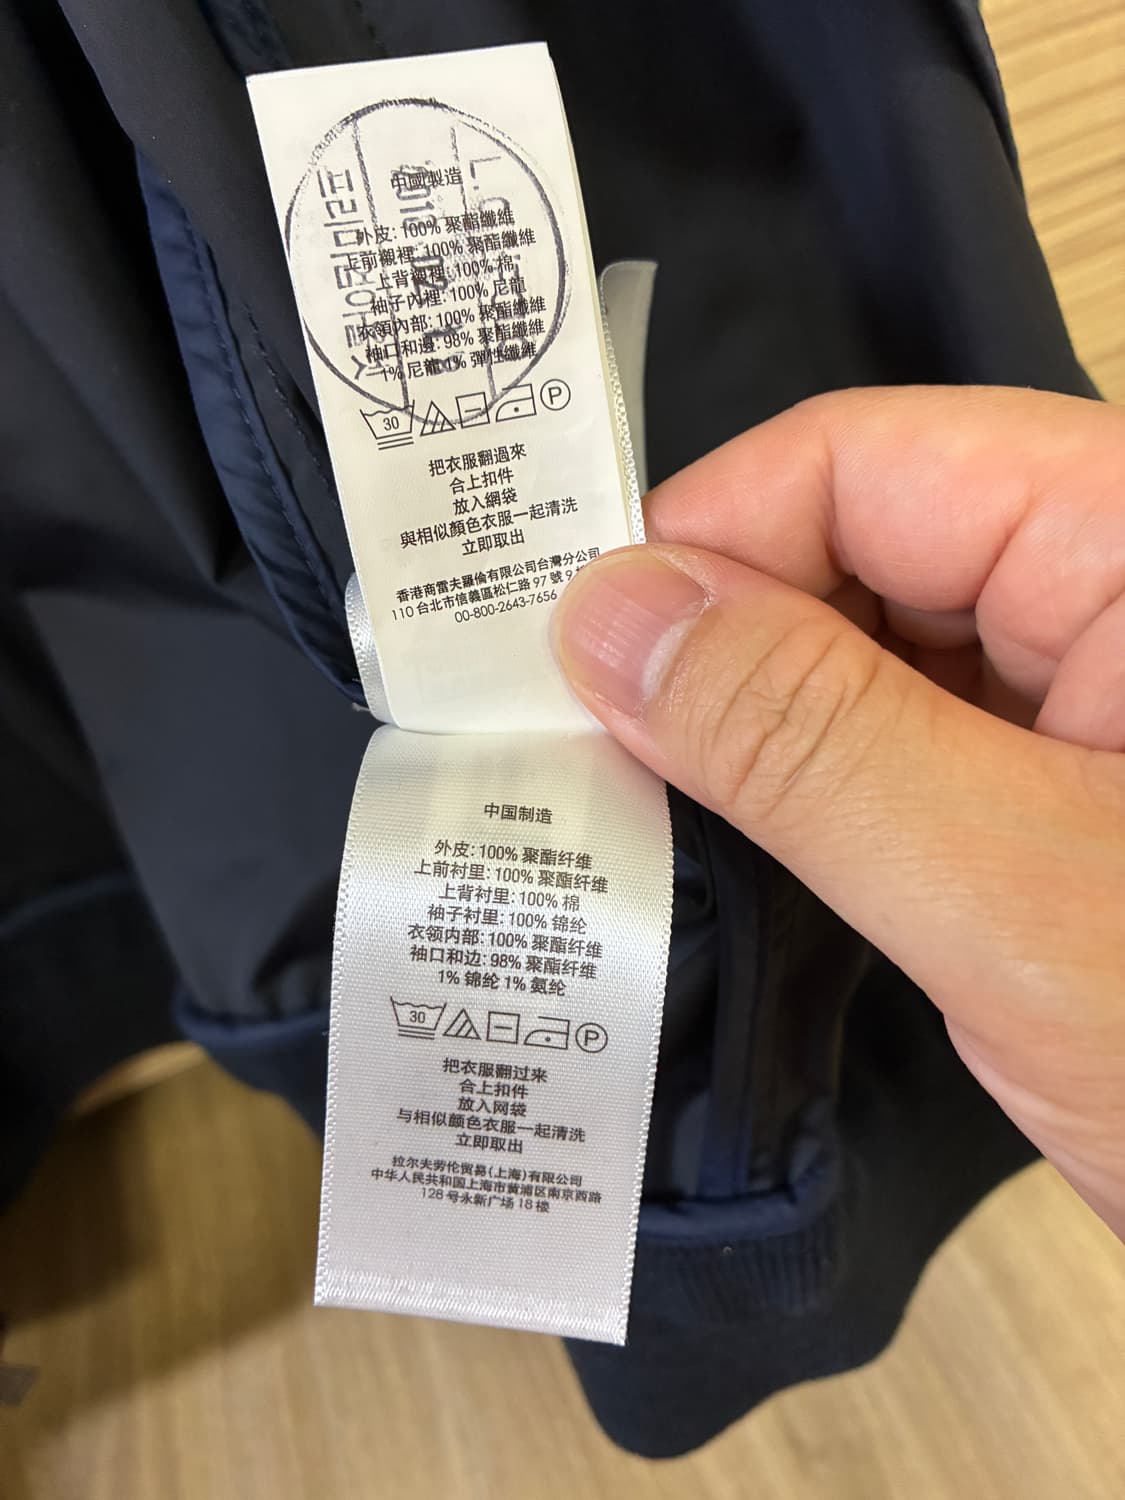 中國製造
外皮: 100% 聚酯纖維
上前襯裡: 100% 聚酯纖維
上背襯裡: 100% 棉
袖子內裡: 100% 尼龍
衣領內部: 100% 聚酯纖維
袖口和邊: 98% 聚酯纖維
1% 尼龍 1% 彈性纖維
30
P
把衣服翻過來
合上扣件
放入網袋
與相似顏色衣服一起清洗
立即取出
香港商雷夫羅倫有限公司台灣分公司
110 台北市信義區松仁路 97 號 9
00-800-2643-7656
中国制造
外皮: 100% 聚酯纤维
上前衬里: 100% 聚酯纤维
上背衬里: 100% 棉
袖子衬里: 100% 锦纶
衣领内部: 100% 聚酯纤维
袖口和边: 98% 聚酯纤维
1% 锦纶 1% 氨纶
30
P
把衣服翻过来
合上扣件
放入网袋
与相似颜色衣服一起清洗
立即取出
拉尔夫劳伦贸易(上海)有限公司
中华人民共和国上海市黄浦区南京西路
128 号永新广场 18 楼